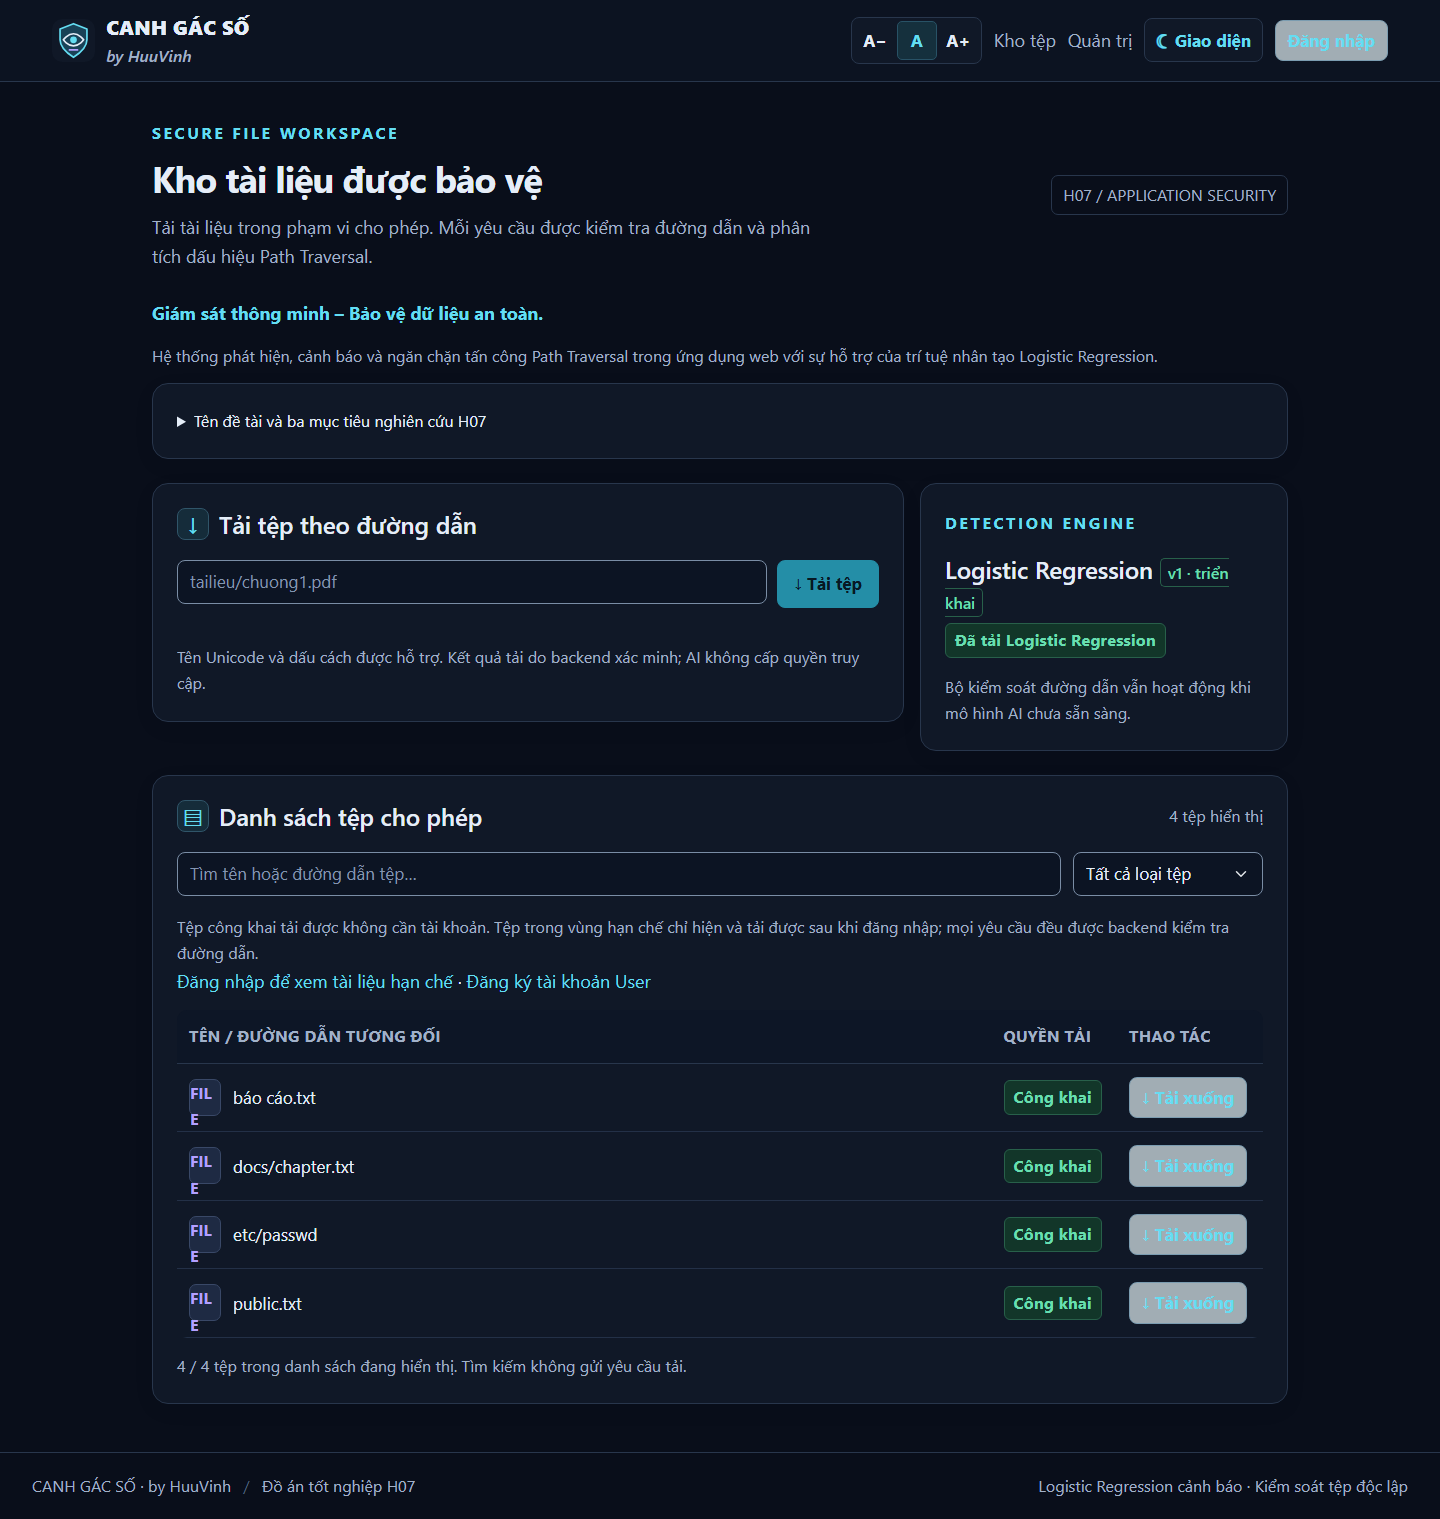 CANH GÁC SỐ
by HuuVinh
A− A A+ Kho tệp Quản trị ☾ Giao diện Đăng nhập
SECURE FILE WORKSPACE
Kho tài liệu được bảo vệ
H07 / APPLICATION SECURITY
Tải tài liệu trong phạm vi cho phép. Mỗi yêu cầu được kiểm tra đường dẫn và phân
tích dấu hiệu Path Traversal.
Giám sát thông minh – Bảo vệ dữ liệu an toàn.
Hệ thống phát hiện, cảnh báo và ngăn chặn tấn công Path Traversal trong ứng dụng web với sự hỗ trợ của trí tuệ nhân tạo Logistic Regression.
▶ Tên đề tài và ba mục tiêu nghiên cứu H07
↓ Tải tệp theo đường dẫn
tailieu/chuong1.pdf
↓ Tải tệp
Tên Unicode và dấu cách được hỗ trợ. Kết quả tải do backend xác minh; AI không cấp quyền truy
cập.
DETECTION ENGINE
Logistic Regression v1 · triển
khai
Đã tải Logistic Regression
Bộ kiểm soát đường dẫn vẫn hoạt động khi
mô hình AI chưa sẵn sàng.
▤ Danh sách tệp cho phép
4 tệp hiển thị
Tìm tên hoặc đường dẫn tệp...
Tất cả loại tệp
Tệp công khai tải được không cần tài khoản. Tệp trong vùng hạn chế chỉ hiện và tải được sau khi đăng nhập; mọi yêu cầu đều được backend kiểm tra
đường dẫn.
Đăng nhập để xem tài liệu hạn chế · Đăng ký tài khoản User
TÊN / ĐƯỜNG DẪN TƯƠNG ĐỐI QUYỀN TẢI THAO TÁC
FIL
E
báo cáo.txt Công khai ↓ Tải xuống
FIL
E
docs/chapter.txt Công khai ↓ Tải xuống
FIL
E
etc/passwd Công khai ↓ Tải xuống
FIL
E
public.txt Công khai ↓ Tải xuống
4 / 4 tệp trong danh sách đang hiển thị. Tìm kiếm không gửi yêu cầu tải.
CANH GÁC SỐ · by HuuVinh / Đồ án tốt nghiệp H07
Logistic Regression cảnh báo · Kiểm soát tệp độc lập